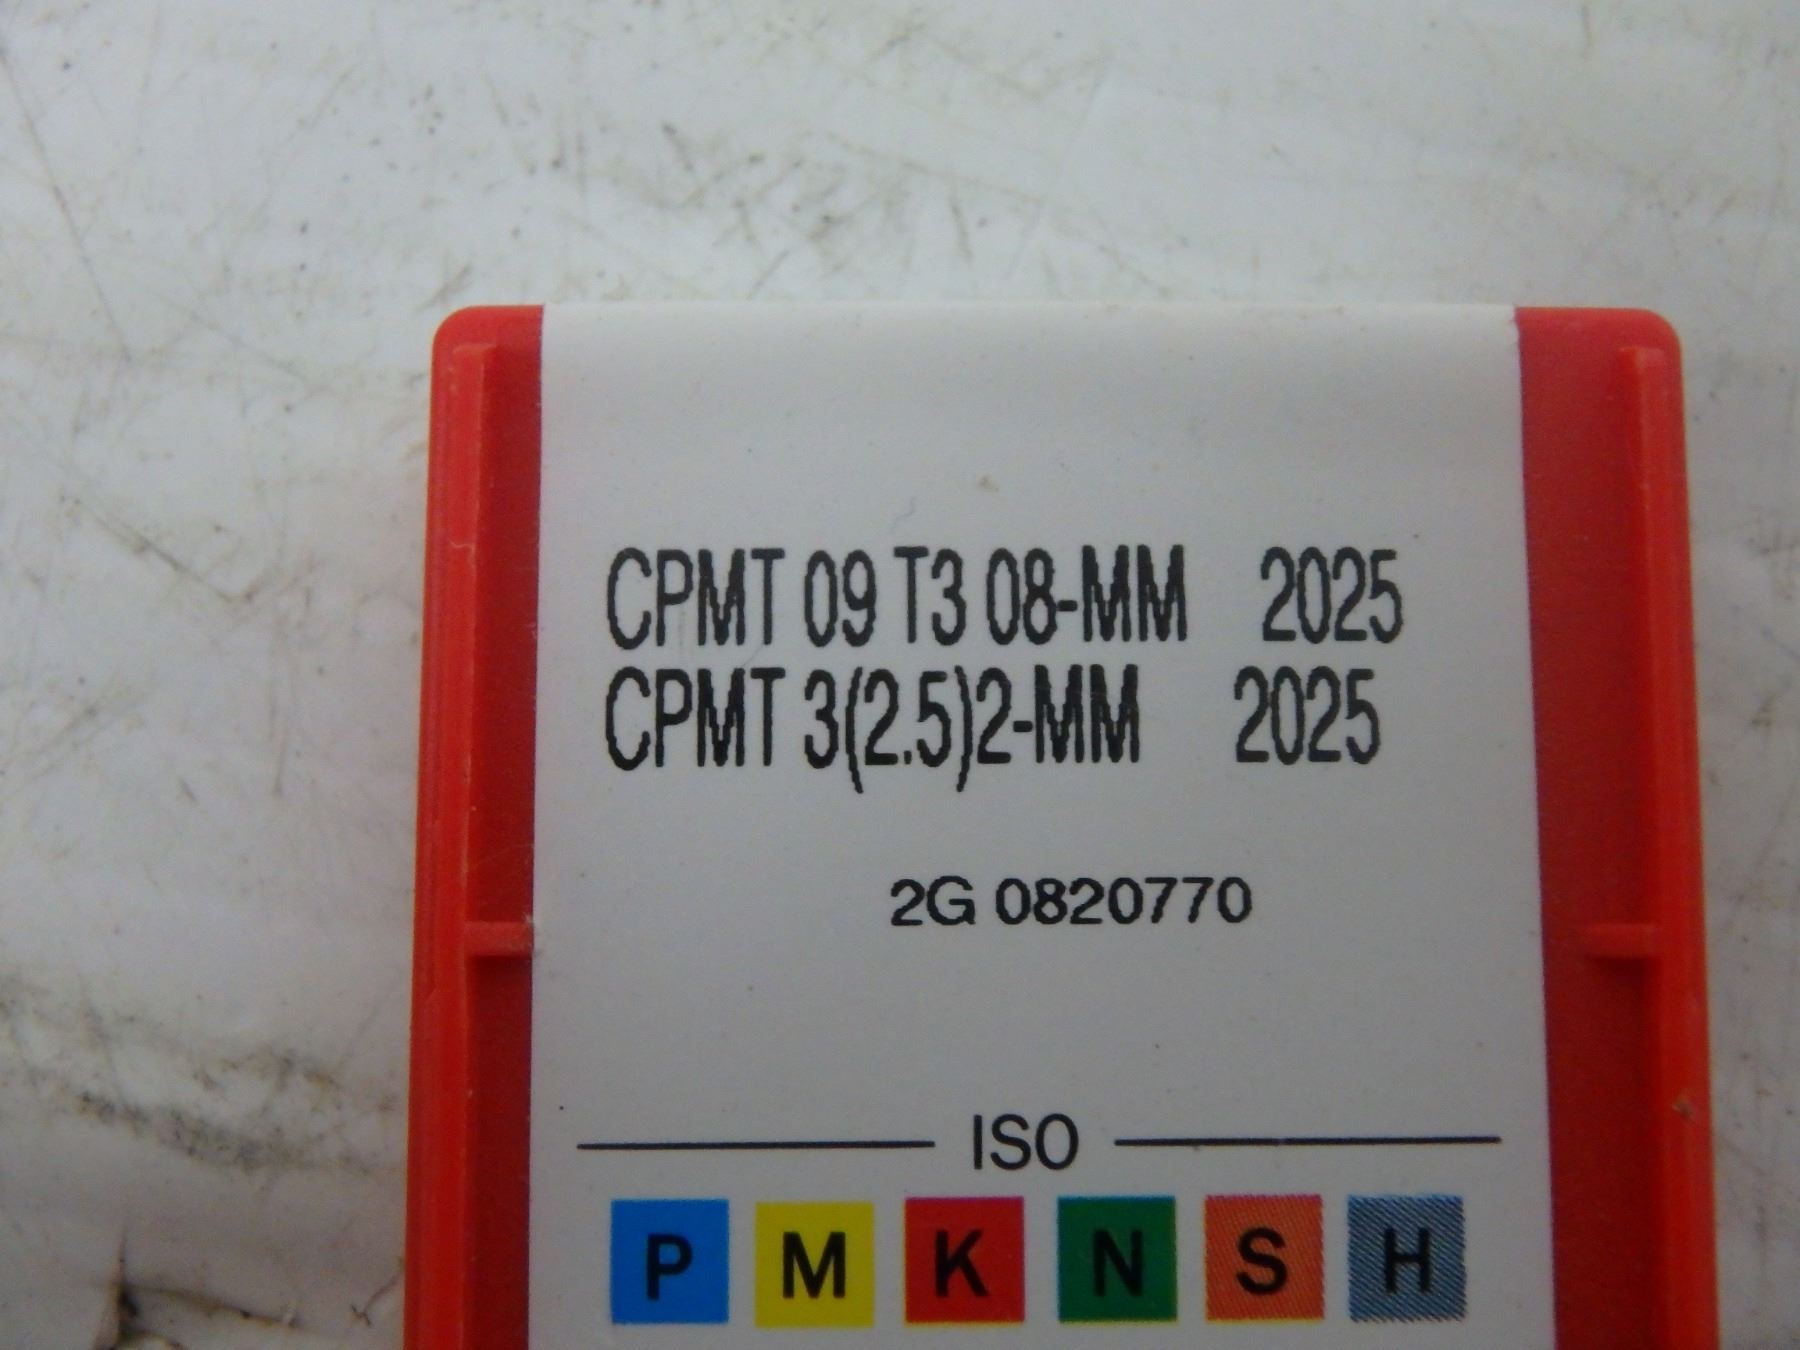 CPMT 09 T3 08-MM 2025
CPMT 3(2.5)2-MM 2025
2G 0820770
ISO
P M K N S H